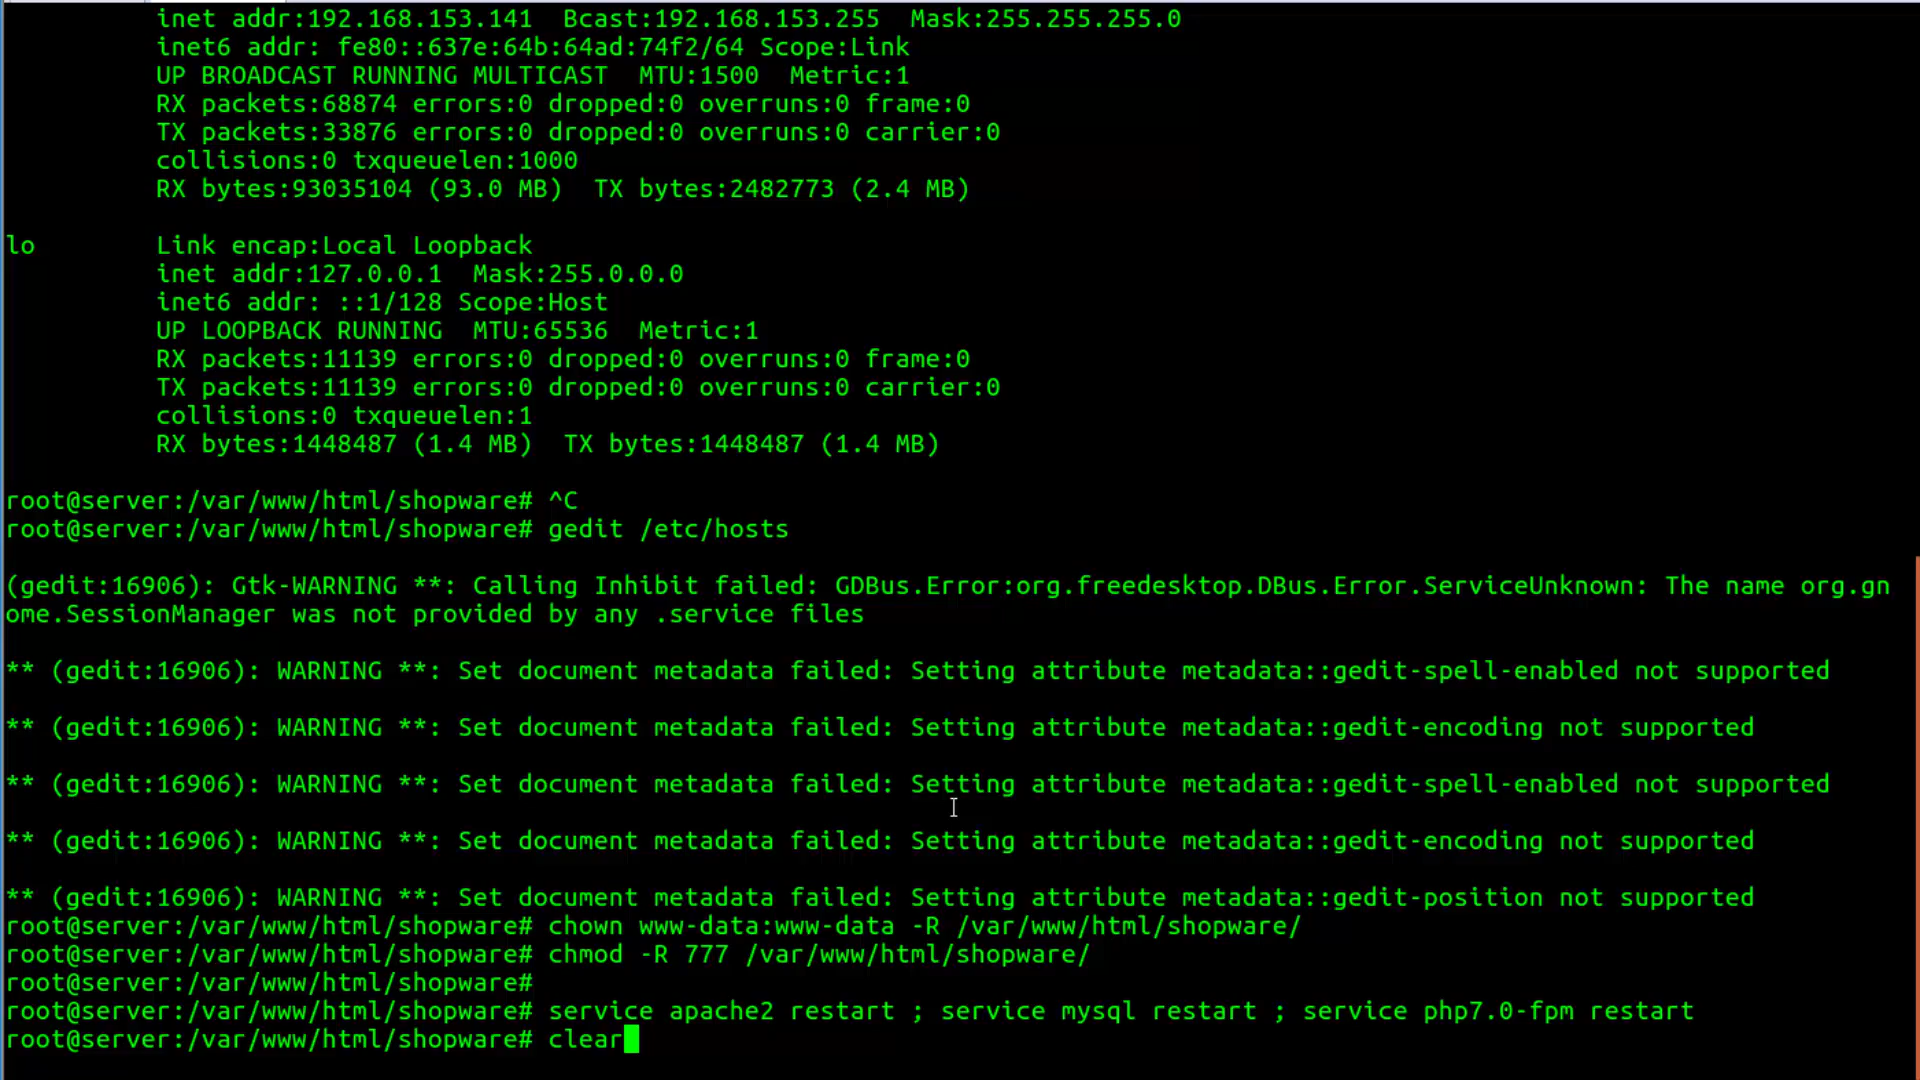 inet addr:192.168.153.141  Bcast:192.168.153.255  Mask:255.255.255.0
inet6 addr: fe80::637e:64b:64ad:74f2/64 Scope:Link
UP BROADCAST RUNNING MULTICAST  MTU:1500  Metric:1
RX packets:68874 errors:0 dropped:0 overruns:0 frame:0
TX packets:33876 errors:0 dropped:0 overruns:0 carrier:0
collisions:0 txqueuelen:1000
RX bytes:93035104 (93.0 MB)  TX bytes:2482773 (2.4 MB)
lo        Link encap:Local Loopback
inet addr:127.0.0.1  Mask:255.0.0.0
inet6 addr: ::1/128 Scope:Host
UP LOOPBACK RUNNING  MTU:65536  Metric:1
RX packets:11139 errors:0 dropped:0 overruns:0 frame:0
TX packets:11139 errors:0 dropped:0 overruns:0 carrier:0
collisions:0 txqueuelen:1
RX bytes:1448487 (1.4 MB)  TX bytes:1448487 (1.4 MB)
root@server:/var/www/html/shopware# ^C
root@server:/var/www/html/shopware# gedit /etc/hosts
(gedit:16906): Gtk-WARNING **: Calling Inhibit failed: GDBus.Error:org.freedesktop.DBus.Error.ServiceUnknown: The name org.gn
ome.SessionManager was not provided by any .service files
** (gedit:16906): WARNING **: Set document metadata failed: Setting attribute metadata::gedit-spell-enabled not supported
** (gedit:16906): WARNING **: Set document metadata failed: Setting attribute metadata::gedit-encoding not supported
** (gedit:16906): WARNING **: Set document metadata failed: Setting attribute metadata::gedit-spell-enabled not supported
** (gedit:16906): WARNING **: Set document metadata failed: Setting attribute metadata::gedit-encoding not supported
** (gedit:16906): WARNING **: Set document metadata failed: Setting attribute metadata::gedit-position not supported
root@server:/var/www/html/shopware# chown www-data:www-data -R /var/www/html/shopware/
root@server:/var/www/html/shopware# chmod -R 777 /var/www/html/shopware/
root@server:/var/www/html/shopware#
root@server:/var/www/html/shopware# service apache2 restart ; service mysql restart ; service php7.0-fpm restart
root@server:/var/www/html/shopware# clear